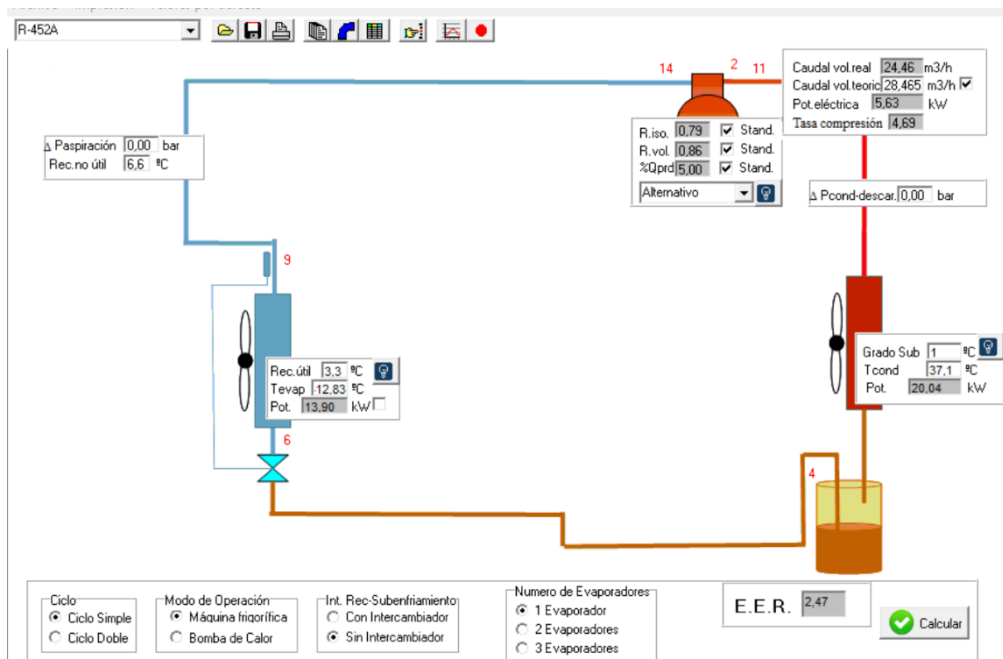 R-452A
14 2 11
Caudal vol.real 24,46 m3/h
Caudal vol.teoric 28,465 m3/h
Pot.eléctrica 5,63 kW
Tasa compresión 4,69
R.iso. 0,79 Stand.
R.vol. 0,86 Stand.
%Qprd 5,00 Stand.
Alternativo
Δ Paspiración 0,00 bar
Rec.no útil 6,6 ºC
Δ Pcond-descar. 0,00 bar
9
Rec.útil 3,3 ºC
Tevap -12,83 ºC
Pot. 13,90 kW
Grado Sub 1 ºC
Tcond 37,1 ºC
Pot. 20,04 kW
6
4
Ciclo
Ciclo Simple
Ciclo Doble
Modo de Operación
Máquina frigorífica
Bomba de Calor
Int. Rec-Subenfriamiento
Con Intercambiador
Sin Intercambiador
Numero de Evaporadores
1 Evaporador
2 Evaporadores
3 Evaporadores
E.E.R. 2,47
Calcular